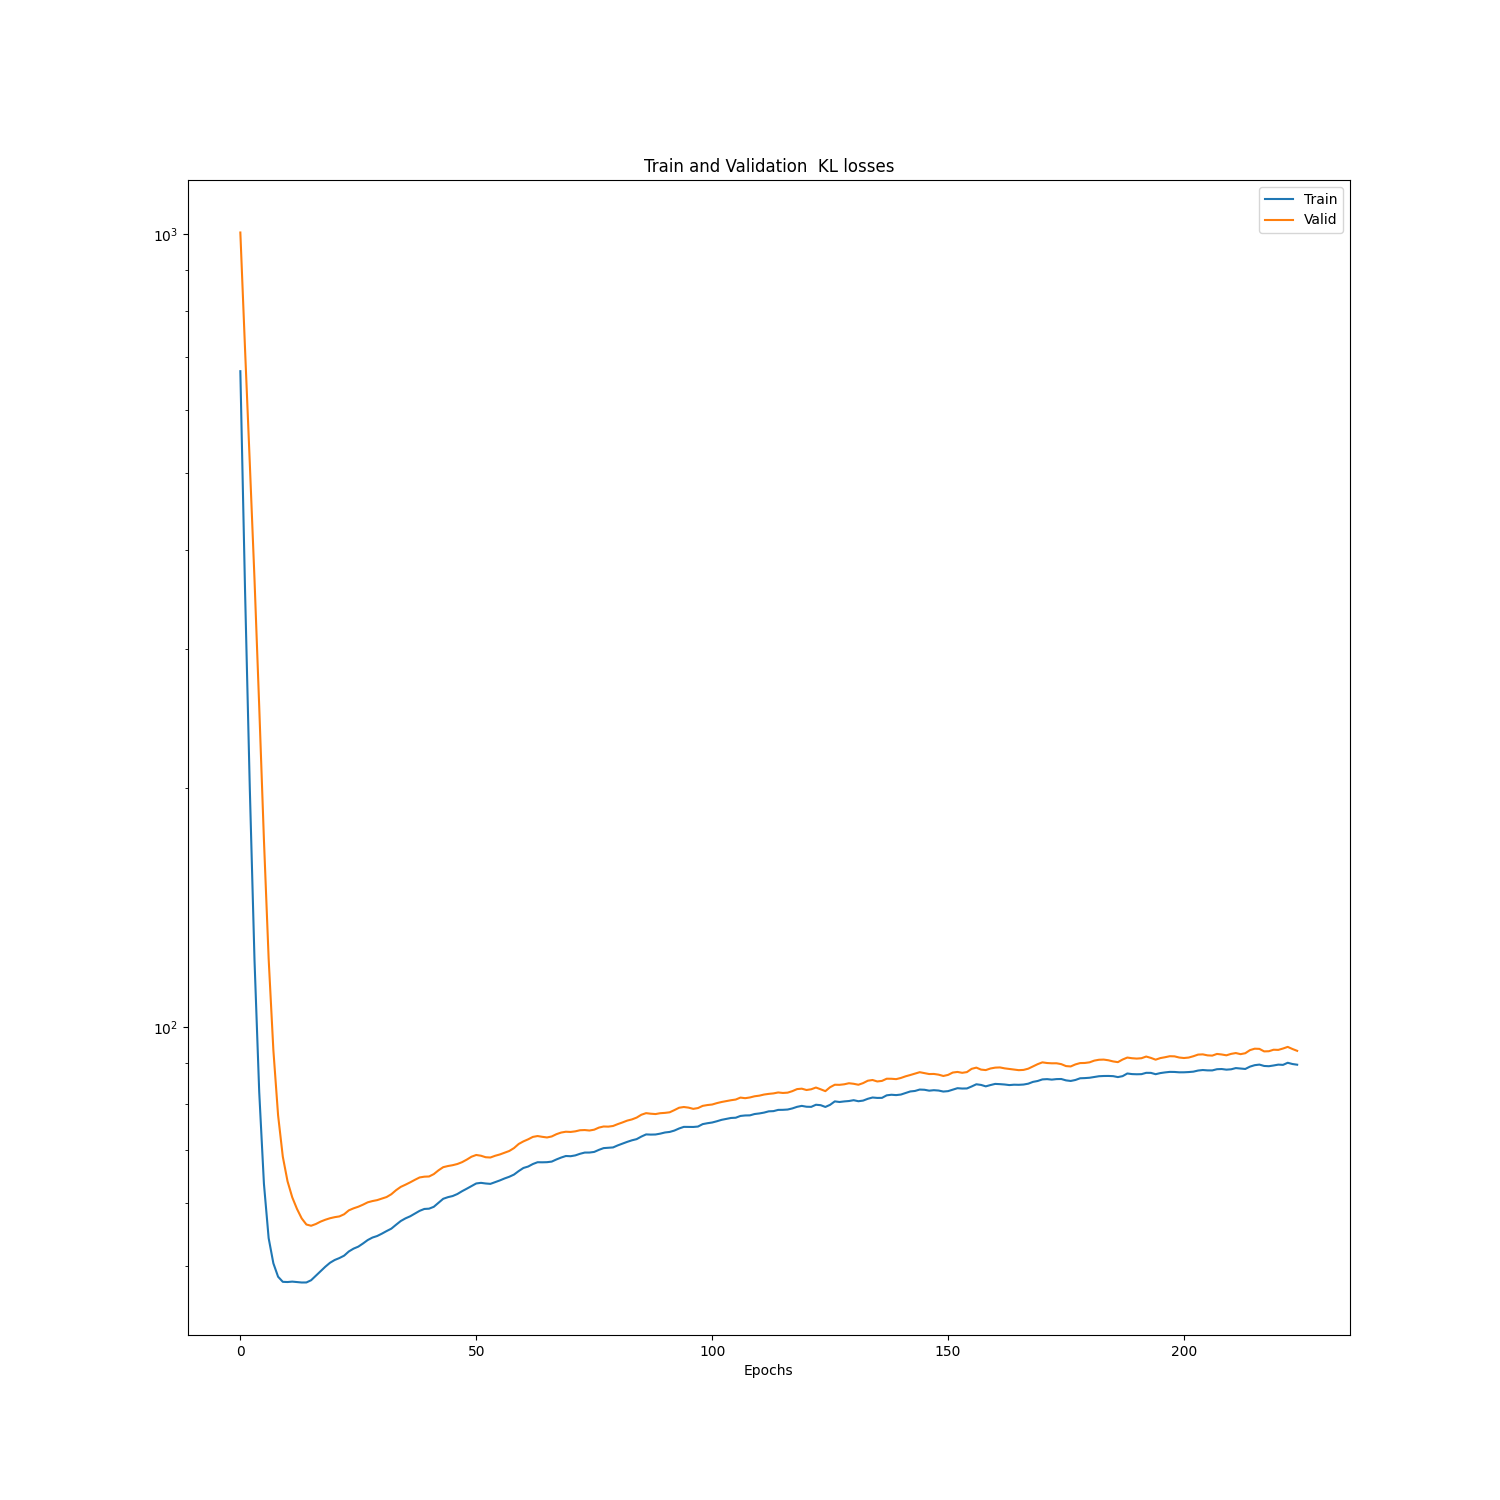 Train and Validation  KL losses
Train
Valid
10³
10²
0 50 100 150 200
Epochs